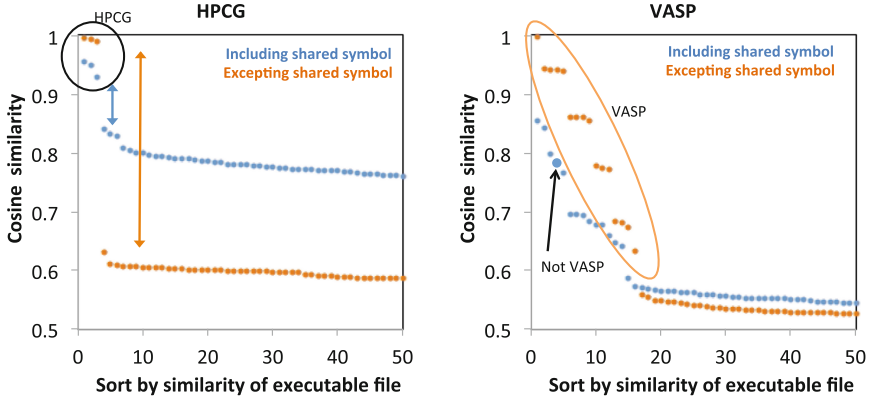 HPCG
HPCG
Including shared symbol
Excepting shared symbol
1
0.9
0.8
0.7
0.6
0.5
0
10
20
30
40
50
Cosine similarity
Sort by similarity of executable file
VASP
Including shared symbol
Excepting shared symbol
VASP
Not VASP
1
0.9
0.8
0.7
0.6
0.5
0
10
20
30
40
50
Cosine similarity
Sort by similarity of executable file